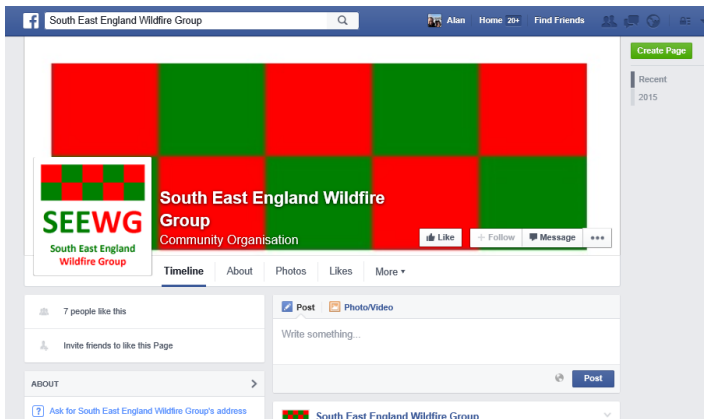 South East England Wildfire Group
Alan Home 20+ Find Friends
Create Page
Recent
2015
South East England Wildfire
Group
Community Organisation
SEEWG
South East England
Wildfire Group
Like + Follow Message
Timeline About Photos Likes More
7 people like this
Invite friends to like this Page
ABOUT
Ask for South East England Wildfire Group's address
Post Photo/Video
Write something...
Post
South East England Wildfire Group